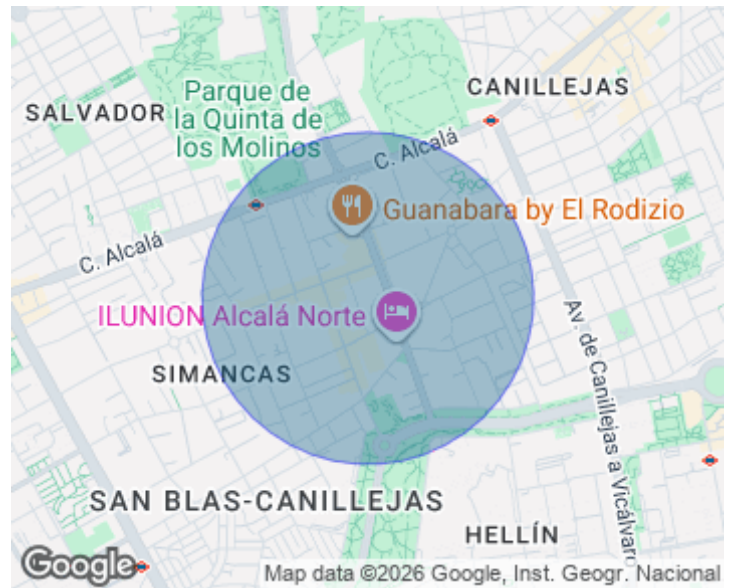 CANILLEJAS
SALVADOR
Parque de
la Quinta de
los Molinos
C. Alcalá
Guanabara by El Rodizio
C. Alcalá
ILUNION Alcalá Norte
Av. de Canillejas a Vicálvaro
SIMANCAS
SAN BLAS-CANILLEJAS
HELLÍN
Google
Map data ©2026 Google, Inst. Geogr. Nacional